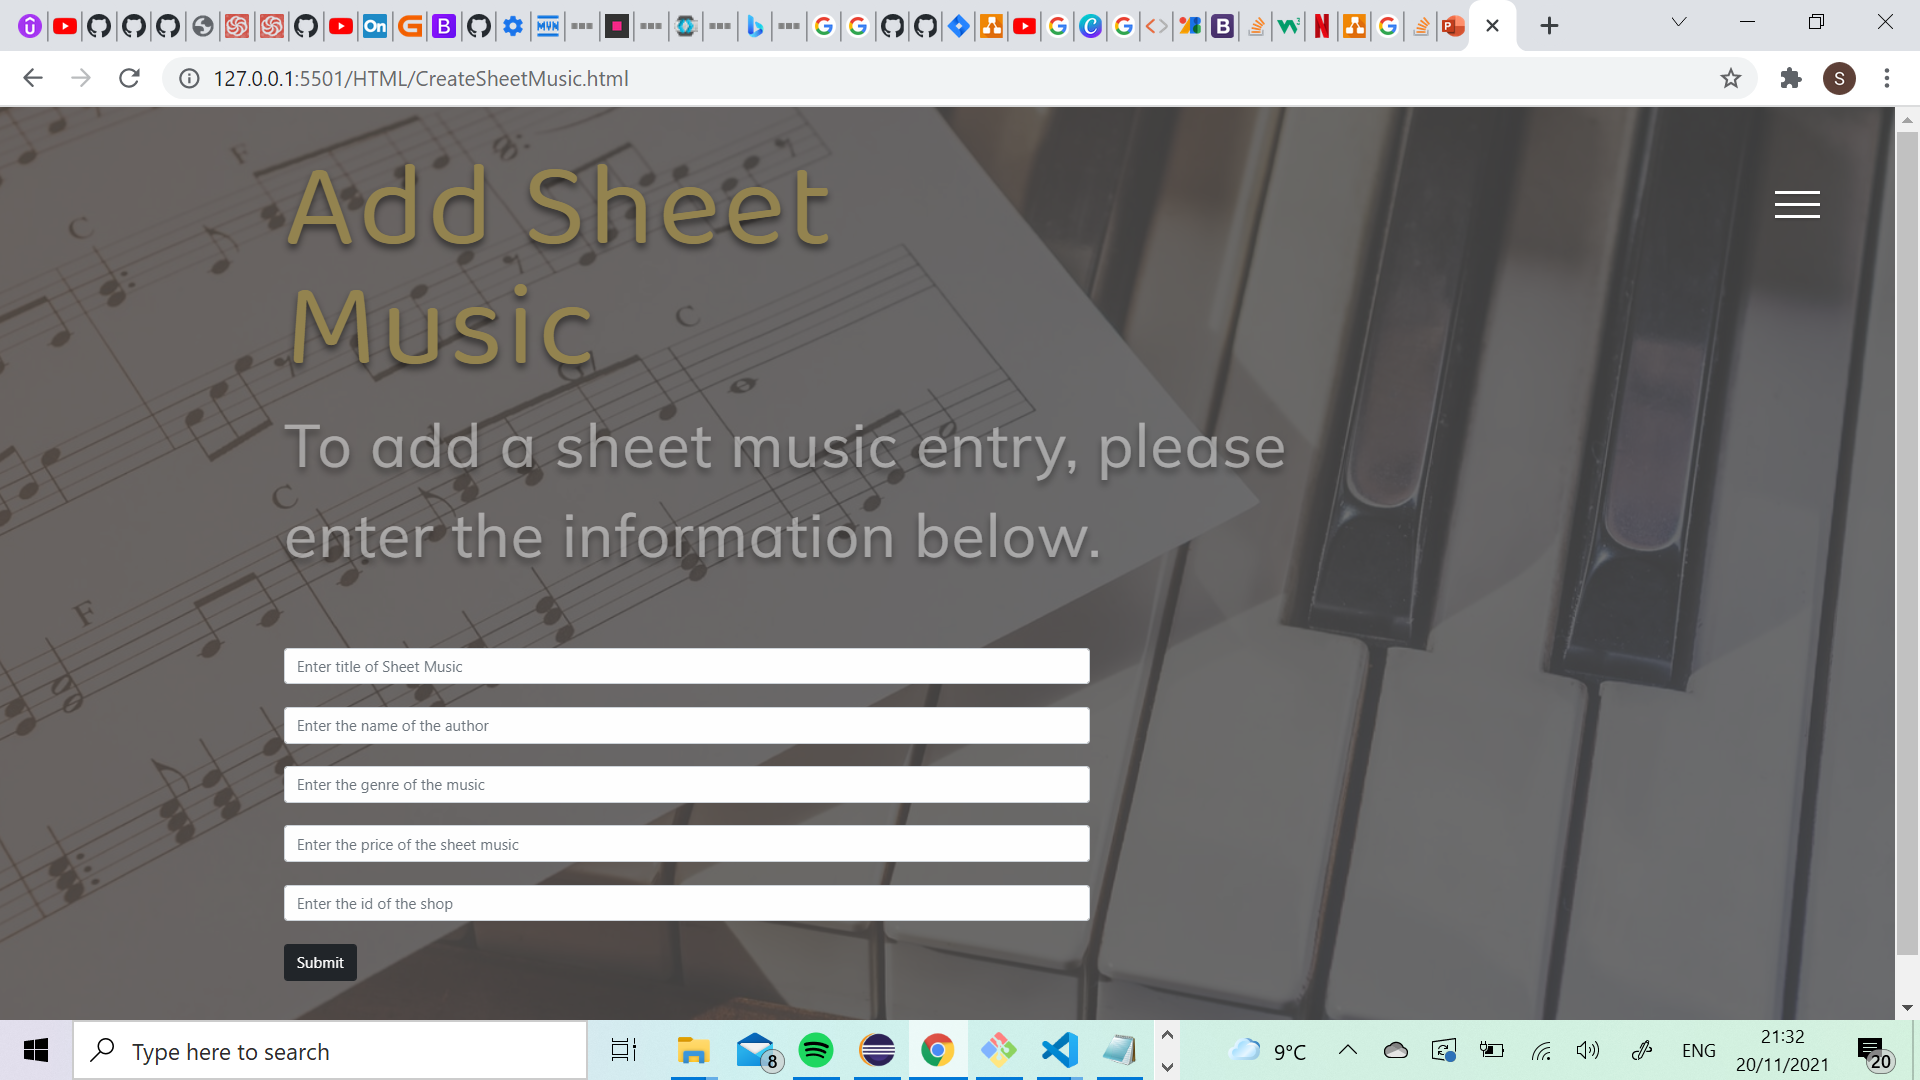 127.0.0.1:5501/HTML/CreateSheetMusic.html
S
Add Sheet
Music
To add a sheet music entry, please
enter the information below.
Enter title of Sheet Music
Enter the name of the author
Enter the genre of the music
Enter the price of the sheet music
Enter the id of the shop
Submit
Type here to search
8
9°C
ENG
21:32
20/11/2021
20